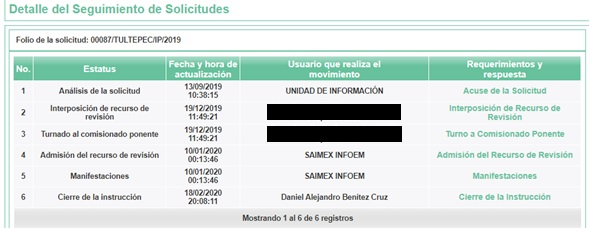 Detalle del Seguimiento de Solicitudes
Folio de la solicitud: 00087/TULTEPEC/IP/2019
No. Estatus Fecha y hora de actualización Usuario que realiza el movimiento Requerimientos y respuesta
1 Análisis de la solicitud 13/09/2019 10:38:15 UNIDAD DE INFORMACIÓN Acuse de la Solicitud
2 Interposición de recurso de revisión 19/12/2019 11:49:21 Interposición de Recurso de Revisión
3 Turnado al comisionado ponente 19/12/2019 11:49:21 Turno a Comisionado Ponente
4 Admisión del recurso de revisión 10/01/2020 00:13:46 SAIMEX INFOEM Admisión del Recurso de Revisión
5 Manifestaciones 10/01/2020 00:13:46 SAIMEX INFOEM Manifestaciones
6 Cierre de la instrucción 18/02/2020 20:08:11 Daniel Alejandro Benítez Cruz Cierre de la Instrucción
Mostrando 1 al 6 de 6 registros